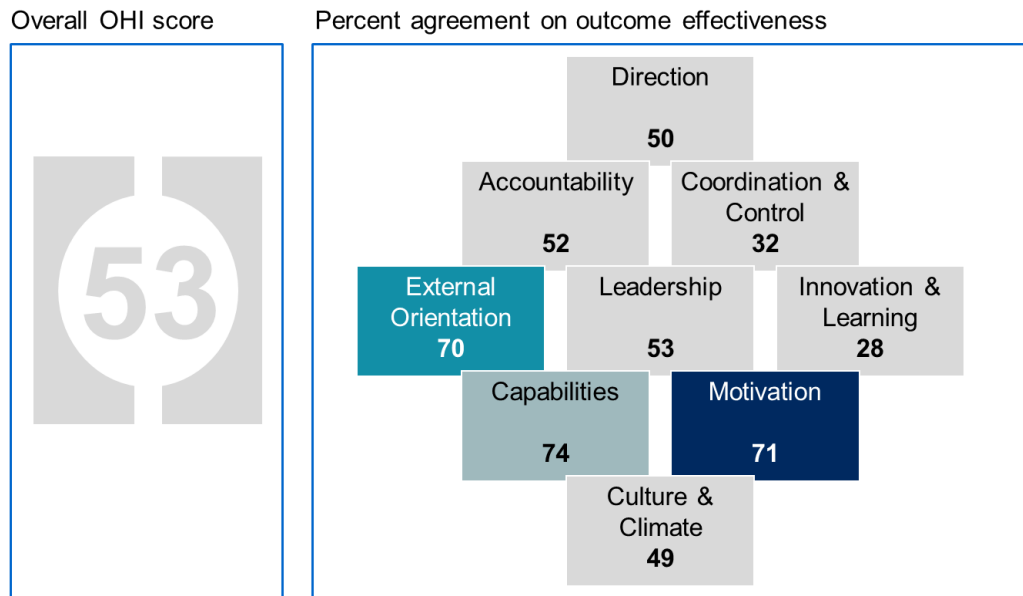 Overall OHI score
53
Percent agreement on outcome effectiveness
Direction
50
Accountability
52
Coordination &
Control
32
External
Orientation
70
Leadership
53
Innovation &
Learning
28
Capabilities
74
Motivation
71
Culture &
Climate
49